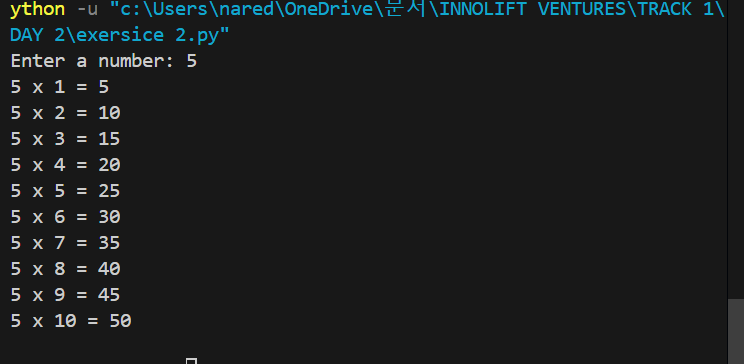 ython -u "c:\Users\nared\OneDrive\문서\INNOLIFT VENTURES\TRACK 1\
DAY 2\exersice 2.py"
Enter a number: 5
5 x 1 = 5
5 x 2 = 10
5 x 3 = 15
5 x 4 = 20
5 x 5 = 25
5 x 6 = 30
5 x 7 = 35
5 x 8 = 40
5 x 9 = 45
5 x 10 = 50